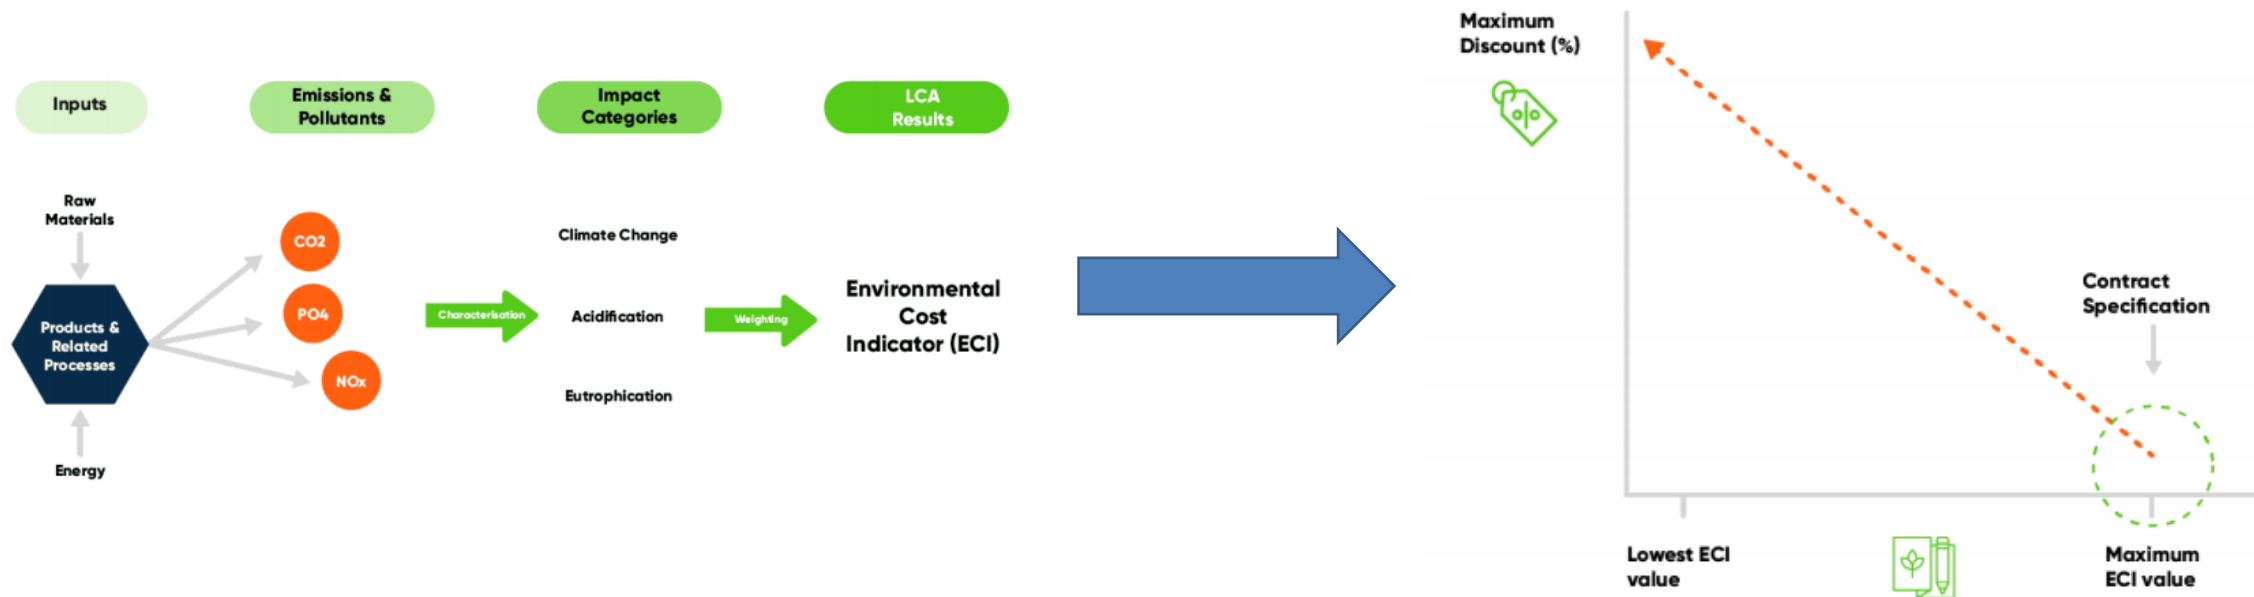 Inputs
Emissions &
Pollutants
Impact
Categories
LCA
Results
Raw
Materials
Products &
Related
Processes
Energy
CO2
PO4
NOx
Characterisation
Climate Change
Acidification
Eutrophication
Weighting
Environmental
Cost
Indicator (ECI)
Maximum
Discount (%)
%
Contract
Specification
Lowest ECI
value
Maximum
ECI value